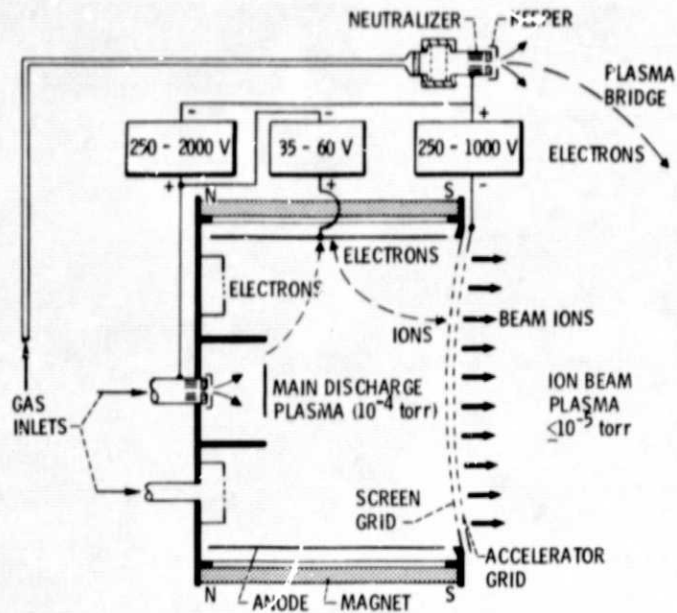 NEUTRALIZER
KEEPER
PLASMA
BRIDGE
ELECTRONS
-
-
+
250 - 2000 V
35 - 60 V
250 - 1000 V
+
+
-
N
S
ELECTRONS
ELECTRONS
IONS
BEAM IONS
GAS
INLETS
MAIN DISCHARGE
PLASMA (10⁻⁴ torr)
ION BEAM
PLASMA
≤10⁻⁵ torr
SCREEN
GRID
ACCELERATOR
GRID
N
ANODE
MAGNET
S